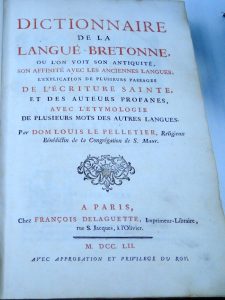 DICTIONNAIRE
DE LA
LANGUE BRETONNE,
OU L'ON VOIT SON ANTIQUITÉ,
SON AFFINITÉ AVEC LES ANCIENNES LANGUES,
L'EXPLICATION DE PLUSIEURS PASSAGES
DE L'ÉCRITURE SAINTE,
ET DES AUTEURS PROFANES,
AVEC L'ETYMOLOGIE
DE PLUSIEURS MOTS DES AUTRES LANGUES.
Par DOM LOUIS LE PELLETIER, Religieux
Bénédictin de la Congrégation de S. Maur.
A PARIS,
Chez FRANÇOIS DELAGUETTE, Imprimeur-Libraire,
rue S. Jacques, à l'Olivier.
M. DCC. LII.
AVEC APPROBATION ET PRIVILEGE DU ROY.